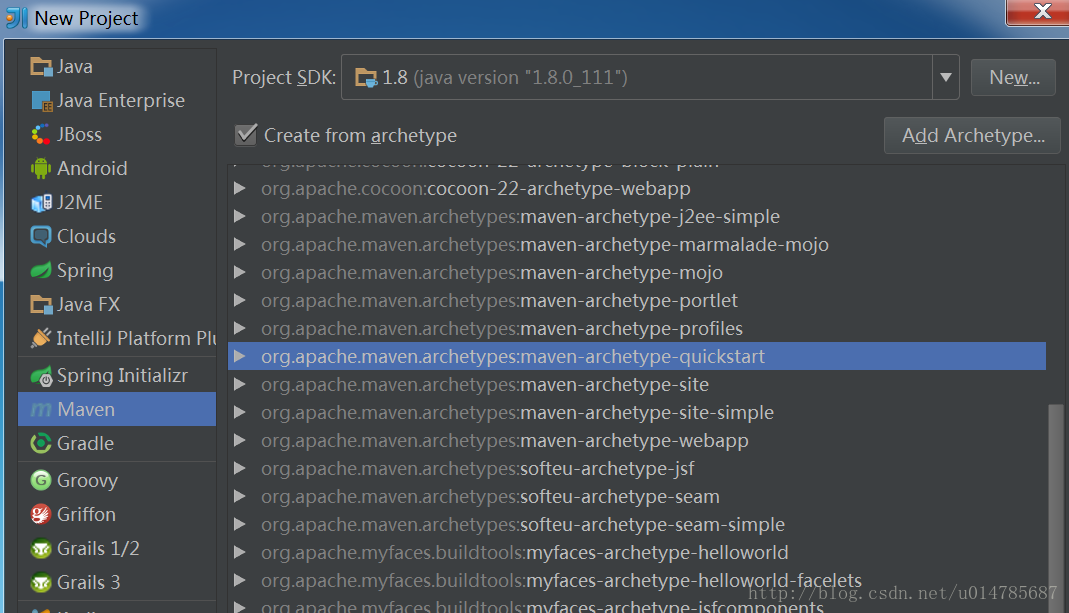 New Project
Java
Java Enterprise
JBoss
Android
J2ME
Clouds
Spring
Java FX
IntelliJ Platform Plu
Spring Initializr
Maven
Gradle
Groovy
Griffon
Grails 1/2
Grails 3
Project SDK: 1.8 (java version "1.8.0_111") New...
Create from archetype Add Archetype...
org.apache.cocoon:cocoon-22-archetype-block-plain
org.apache.cocoon:cocoon-22-archetype-webapp
org.apache.maven.archetypes:maven-archetype-j2ee-simple
org.apache.maven.archetypes:maven-archetype-marmalade-mojo
org.apache.maven.archetypes:maven-archetype-mojo
org.apache.maven.archetypes:maven-archetype-portlet
org.apache.maven.archetypes:maven-archetype-profiles
org.apache.maven.archetypes:maven-archetype-quickstart
org.apache.maven.archetypes:maven-archetype-site
org.apache.maven.archetypes:maven-archetype-site-simple
org.apache.maven.archetypes:maven-archetype-webapp
org.apache.maven.archetypes:softeu-archetype-jsf
org.apache.maven.archetypes:softeu-archetype-seam
org.apache.maven.archetypes:softeu-archetype-seam-simple
org.apache.myfaces.buildtools:myfaces-archetype-helloworld
org.apache.myfaces.buildtools:myfaces-archetype-helloworld-facelets
org.apache.myfaces.buildtools:myfaces-archetype-jsfcomponents
http://blog.csdn.net/u014785687